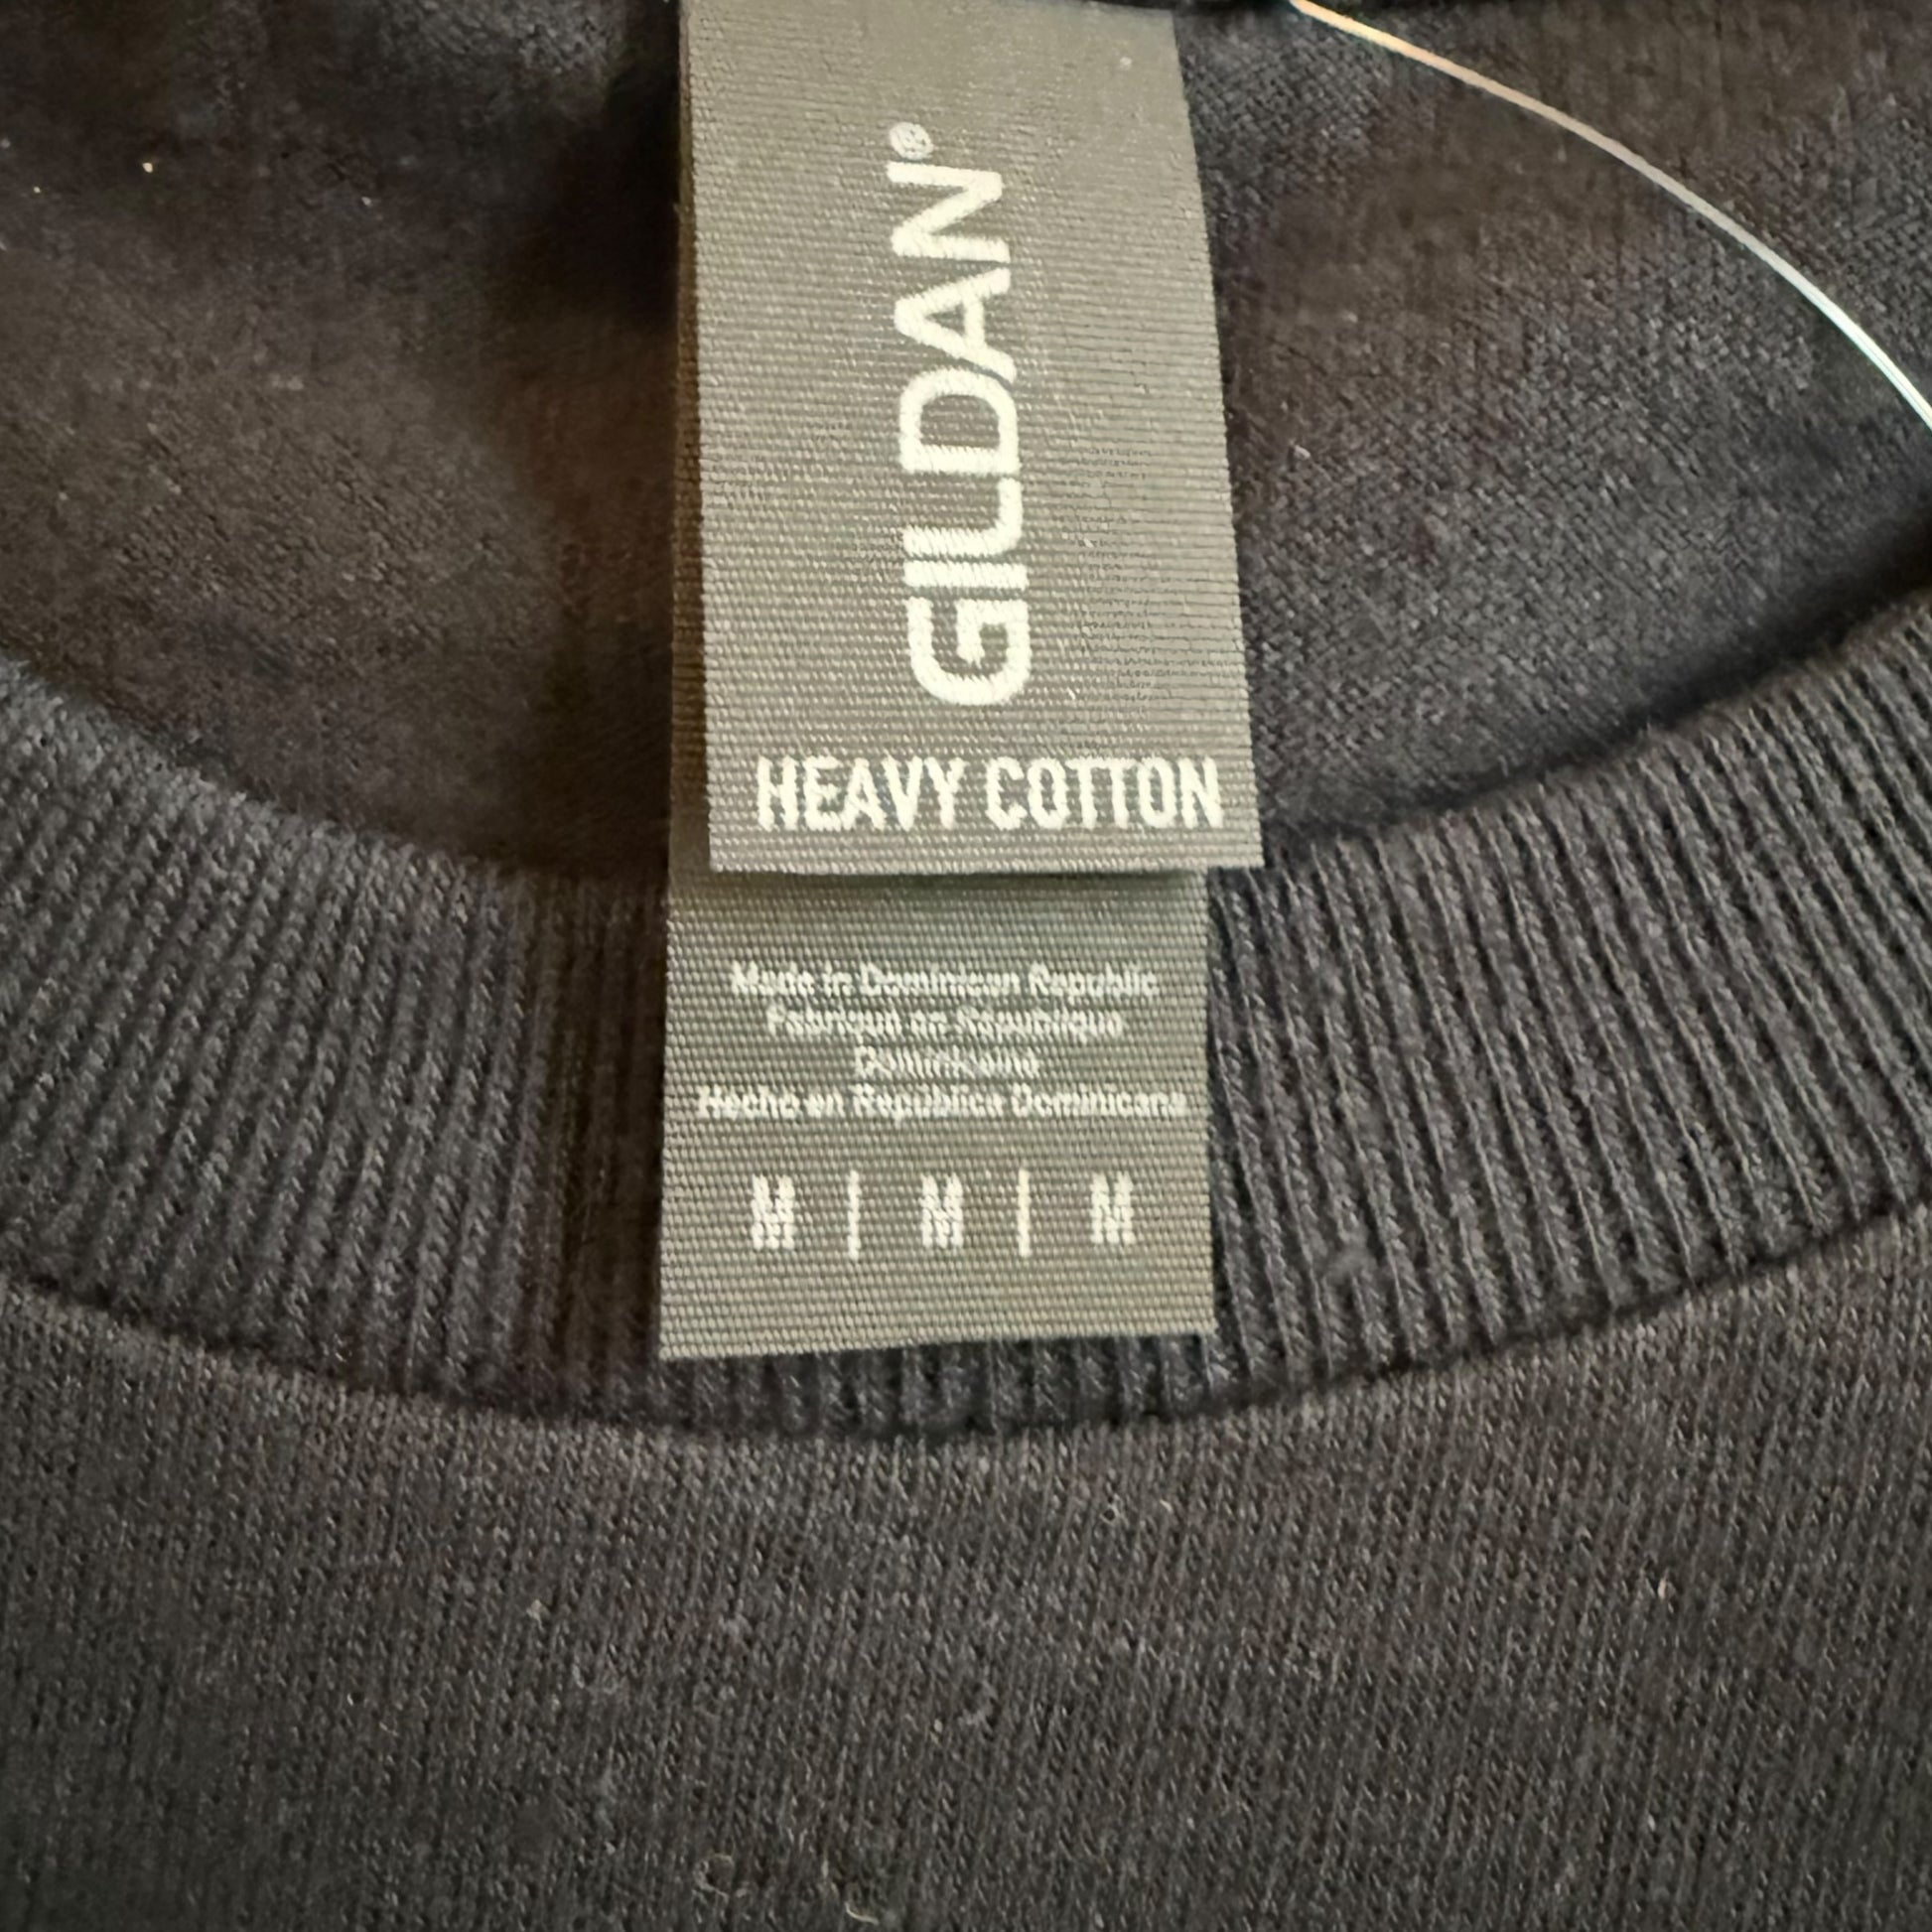 GILDAN®
HEAVY COTTON
Made in Dominican Republic
Fabriqué en République
Dominicaine
Hecho en República Dominicana
M | M | M